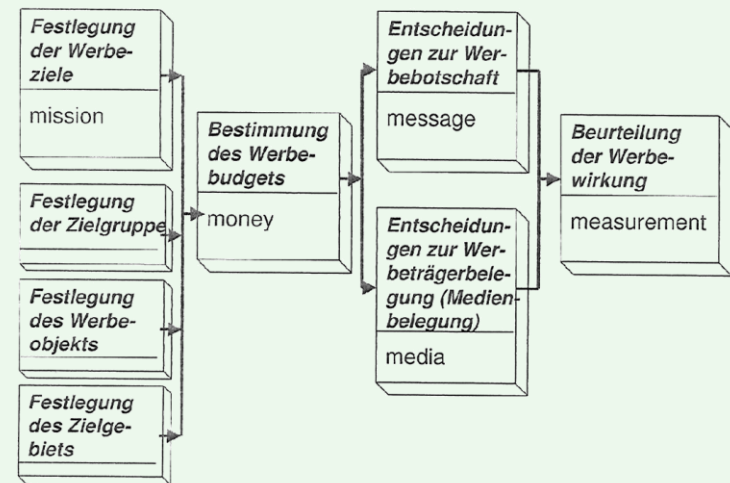 Festlegung
der Werbe-
ziele
mission
Festlegung
der Zielgruppe
Festlegung
des Werbe-
objekts
Festlegung
des Zielge-
biets
Bestimmung
des Werbe-
budgets
money
Entscheidun-
gen zur Wer-
bebotschaft
message
Entscheidun-
gen zur Wer-
beträgerbele-
gung (Medien-
belegung)
media
Beurteilung
der Werbe-
wirkung
measurement